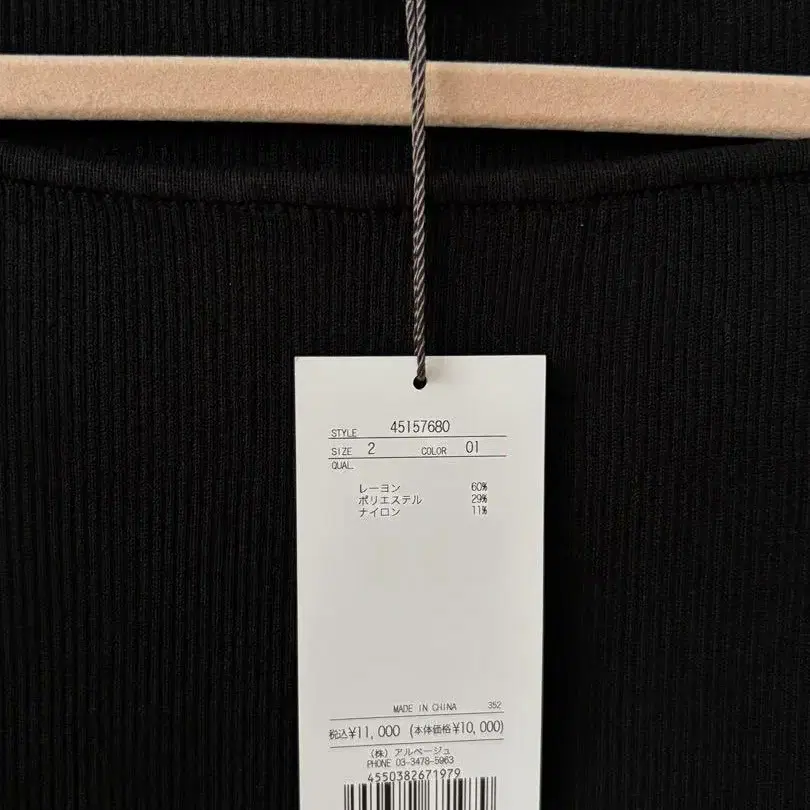 STYLE 45157680
SIZE 2 COLOR 01
QUAL.
レーヨン 60%
ポリエステル 29%
ナイロン 11%
MADE IN CHINA 352
税込¥11,000 (本体価格¥10,000)
(株) アルページュ
PHONE 03-3478-5963
4550382671979